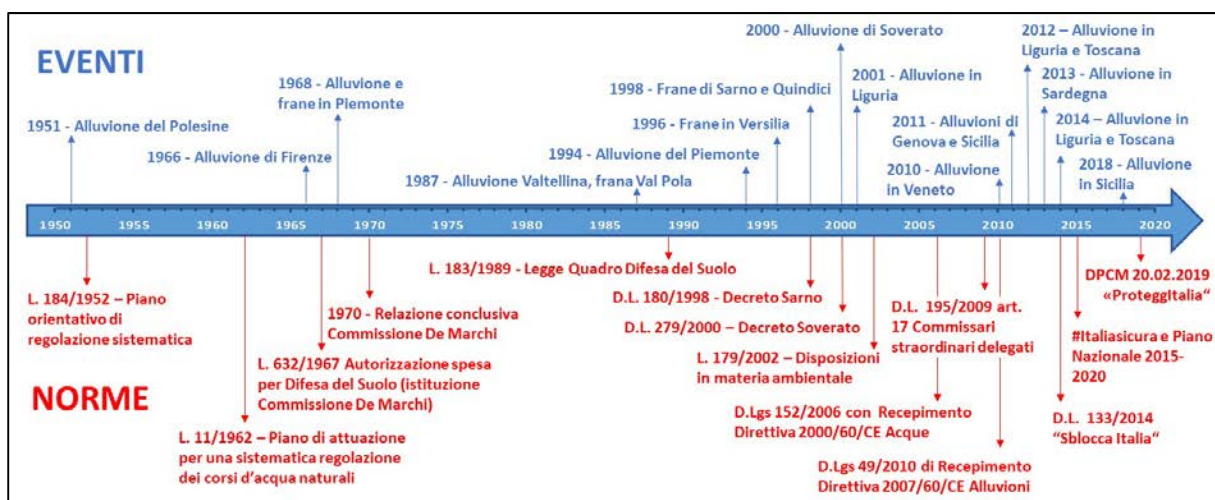 EVENTI
1951 - Alluvione del Polesine
1966 - Alluvione di Firenze
1968 - Alluvione e
frane in Piemonte
1987 - Alluvione Valtellina, frana Val Pola
1994 - Alluvione del Piemonte
1996 - Frane in Versilia
1998 - Frane di Sarno e Quindici
2000 - Alluvione di Soverato
2001 - Alluvione in
Liguria
2010 - Alluvione
in Veneto
2011 - Alluvioni di
Genova e Sicilia
2012 – Alluvione in
Liguria e Toscana
2013 - Alluvione in
Sardegna
2014 – Alluvione in
Liguria e Toscana
2018 - Alluvione
in Sicilia
1950 1955 1960 1965 1970 1975 1980 1985 1990 1995 2000 2005 2010 2015 2020
L. 184/1952 – Piano
orientativo di
regolazione sistematica
L. 11/1962 – Piano di attuazione
per una sistematica regolazione
dei corsi d'acqua naturali
L. 632/1967 Autorizzazione spesa
per Difesa del Suolo (istituzione
Commissione De Marchi)
1970 - Relazione conclusiva
Commissione De Marchi
L. 183/1989 - Legge Quadro Difesa del Suolo
D.L. 180/1998 - Decreto Sarno
D.L. 279/2000 – Decreto Soverato
L. 179/2002 – Disposizioni
in materia ambientale
D.Lgs 152/2006 con Recepimento
Direttiva 2000/60/CE Acque
D.L. 195/2009 art.
17 Commissari
straordinari delegati
D.Lgs 49/2010 di Recepimento
Direttiva 2007/60/CE Alluvioni
D.L. 133/2014
"Sblocca Italia"
#Italiasicura e Piano
Nazionale 2015-
2020
DPCM 20.02.2019
«ProteggItalia"
NORME